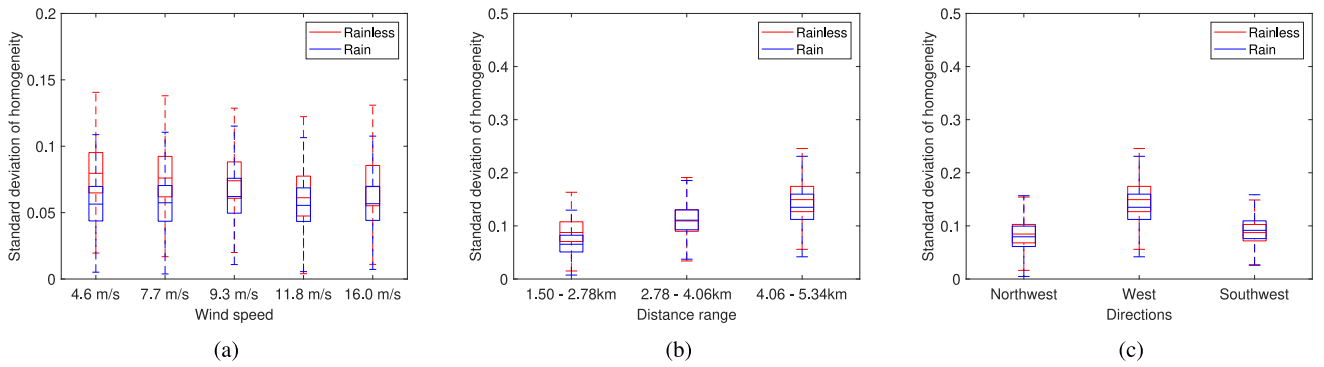 Standard deviation of homogeneity
0.2
0.15
0.1
0.05
0
Rainless
Rain
4.6 m/s 7.7 m/s 9.3 m/s 11.8 m/s 16.0 m/s
Wind speed
(a)
Standard deviation of homogeneity
0.5
0.4
0.3
0.2
0.1
0
Rainless
Rain
1.50 - 2.78km 2.78 - 4.06km 4.06 - 5.34km
Distance range
(b)
Standard deviation of homogeneity
0.5
0.4
0.3
0.2
0.1
0
Rainless
Rain
Northwest West Southwest
Directions
(c)